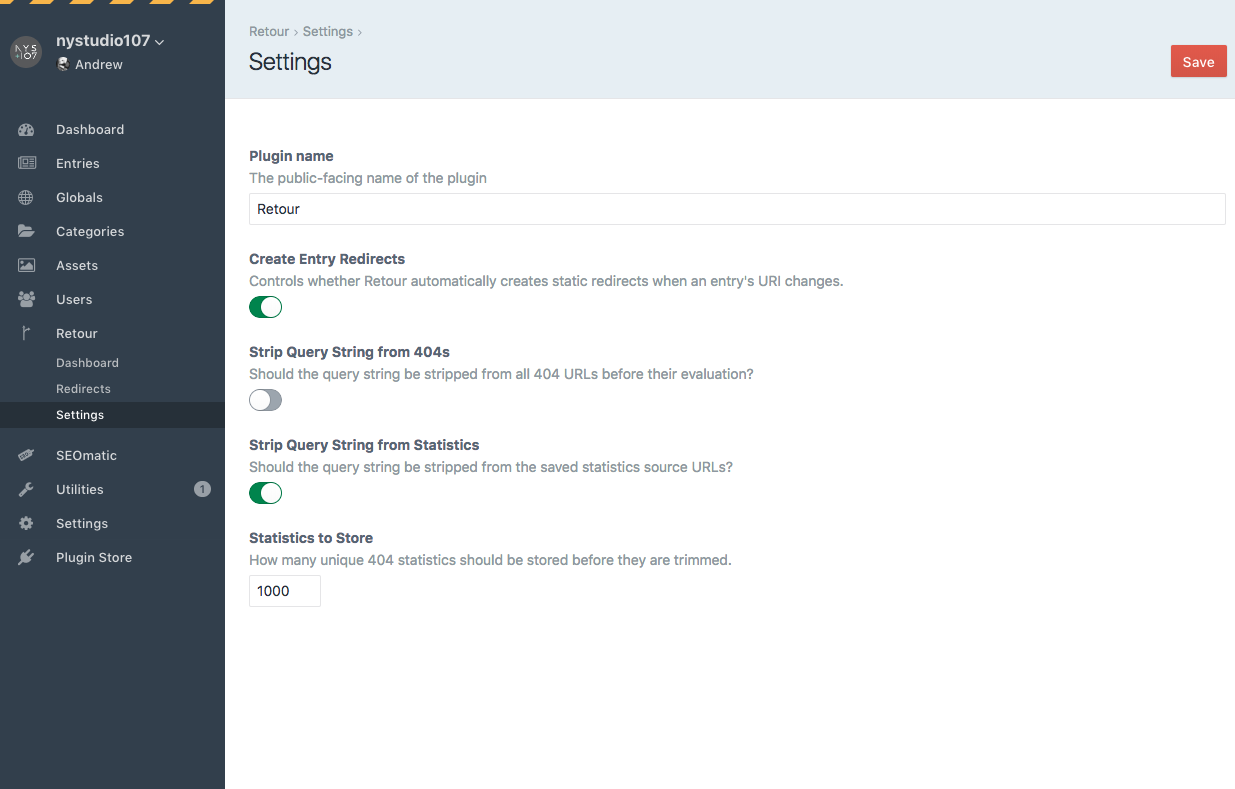 NYS
+107
nystudio107
Andrew
Dashboard
Entries
Globals
Categories
Assets
Users
Retour
Dashboard
Redirects
Settings
SEOmatic
Utilities
1
Settings
Plugin Store
Retour › Settings ›
Settings
Save
Plugin name
The public-facing name of the plugin
Retour
Create Entry Redirects
Controls whether Retour automatically creates static redirects when an entry's URI changes.
Strip Query String from 404s
Should the query string be stripped from all 404 URLs before their evaluation?
Strip Query String from Statistics
Should the query string be stripped from the saved statistics source URLs?
Statistics to Store
How many unique 404 statistics should be stored before they are trimmed.
1000